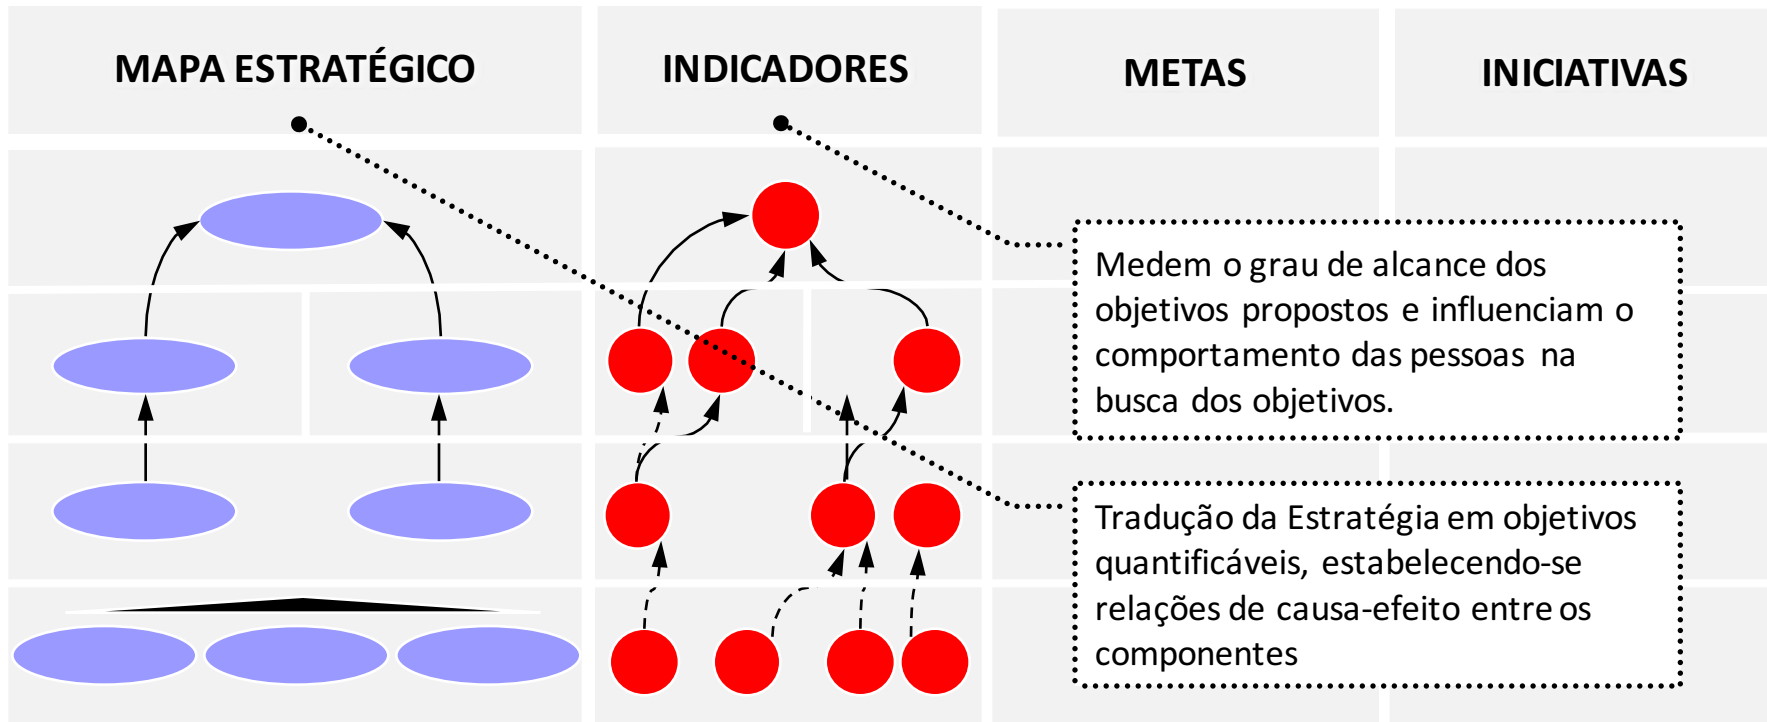 MAPA ESTRATÉGICO
INDICADORES
METAS
INICIATIVAS
Medem o grau de alcance dos
objetivos propostos e influenciam o
comportamento das pessoas na
busca dos objetivos.
Tradução da Estratégia em objetivos
quantificáveis, estabelecendo-se
relações de causa-efeito entre os
componentes